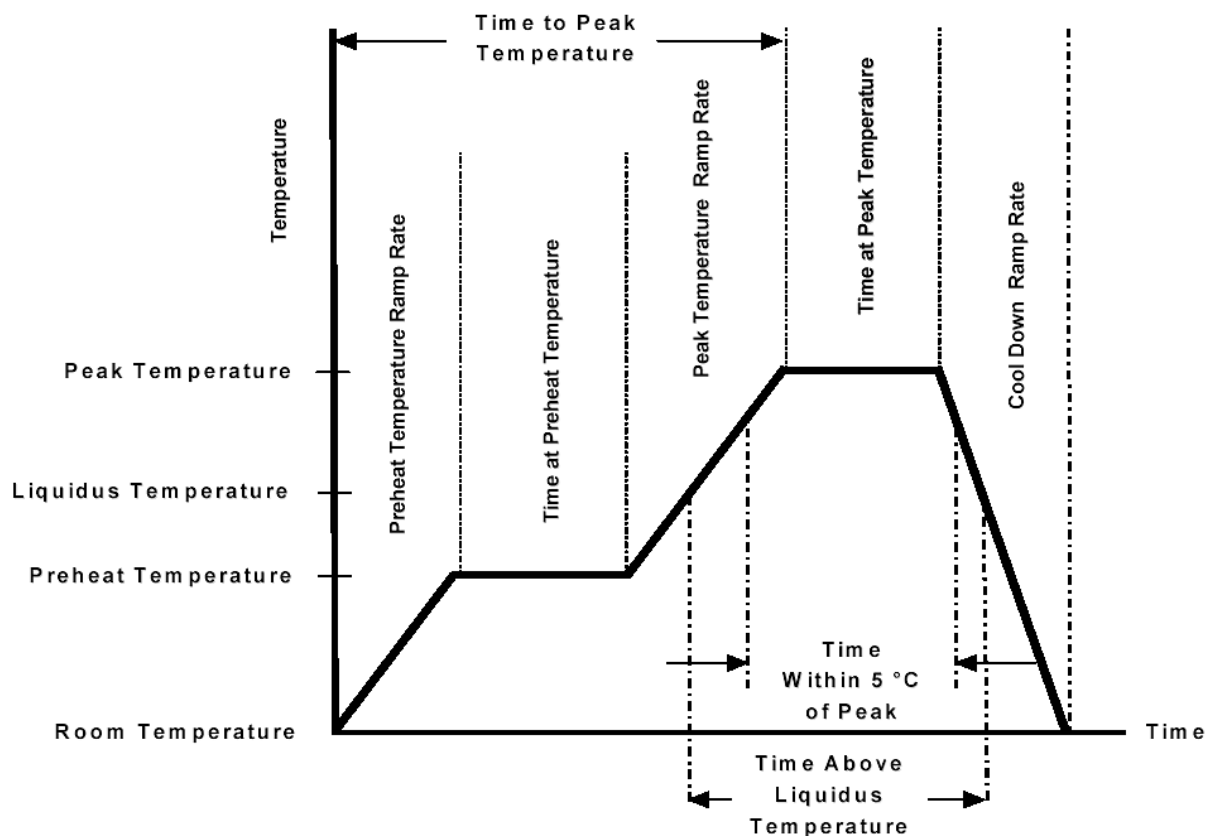 Time to Peak
Temperature
Temperature
Preheat Temperature Ramp Rate
Time at Preheat Temperature
Peak Temperature Ramp Rate
Time at Peak Temperature
Cool Down Ramp Rate
Peak Temperature
Liquidus Temperature
Preheat Temperature
Room Temperature
Time
Within 5 °C
of Peak
Time
Time Above
Liquidus
Temperature